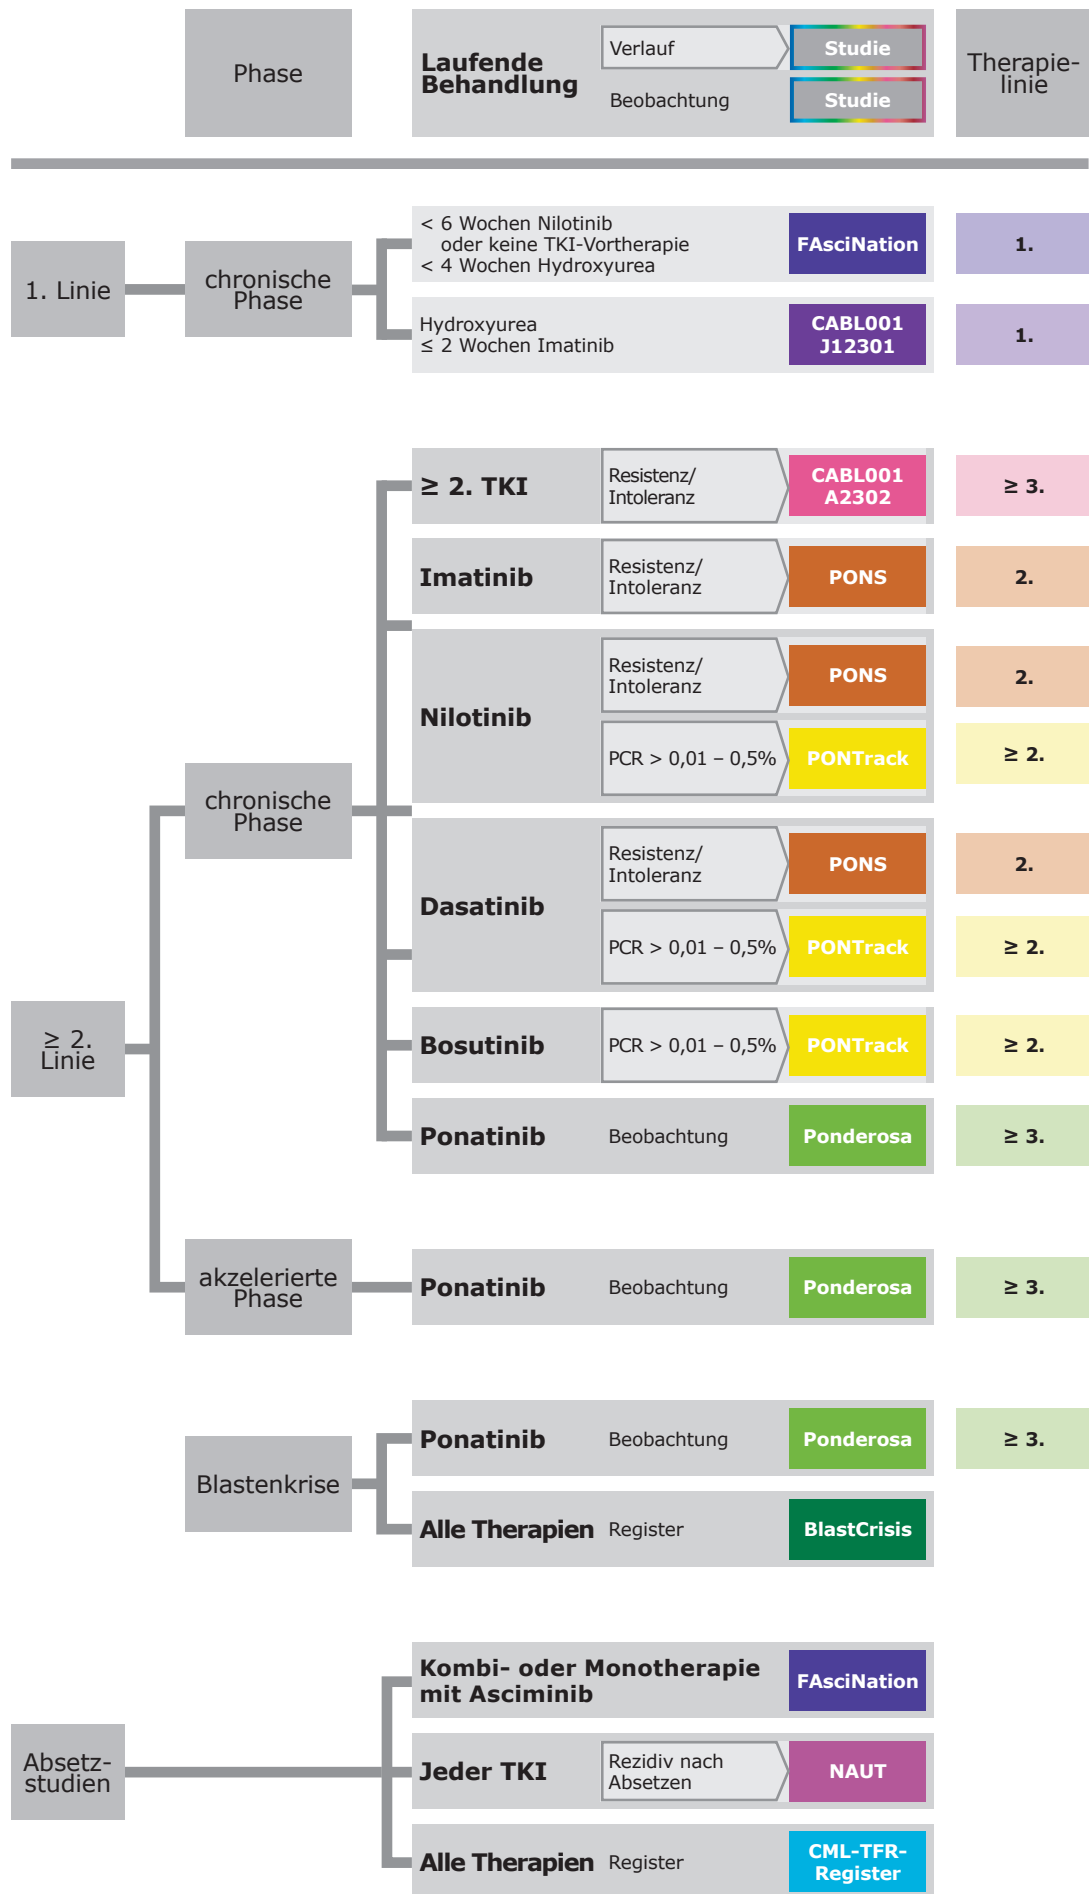 Phase
Laufende
Behandlung
Verlauf
Studie
Beobachtung
Studie
Therapie-
linie
1. Linie
chronische
Phase
< 6 Wochen Nilotinib
oder keine TKI-Vortherapie
< 4 Wochen Hydroxyurea
FAsciNation
1.
Hydroxyurea
≤ 2 Wochen Imatinib
CABL001
J12301
1.
≥ 2.
Linie
chronische
Phase
≥ 2. TKI
Resistenz/
Intoleranz
CABL001
A2302
≥ 3.
Imatinib
Resistenz/
Intoleranz
PONS
2.
Nilotinib
Resistenz/
Intoleranz
PONS
2.
PCR > 0,01 – 0,5%
PONTrack
≥ 2.
Dasatinib
Resistenz/
Intoleranz
PONS
2.
PCR > 0,01 – 0,5%
PONTrack
≥ 2.
Bosutinib
PCR > 0,01 – 0,5%
PONTrack
≥ 2.
Ponatinib
Beobachtung
Ponderosa
≥ 3.
akzelerierte
Phase
Ponatinib
Beobachtung
Ponderosa
≥ 3.
Blastenkrise
Ponatinib
Beobachtung
Ponderosa
≥ 3.
Alle Therapien
Register
BlastCrisis
Absetz-
studien
Kombi- oder Monotherapie
mit Asciminib
FAsciNation
Jeder TKI
Rezidiv nach
Absetzen
NAUT
Alle Therapien
Register
CML-TFR-
Register